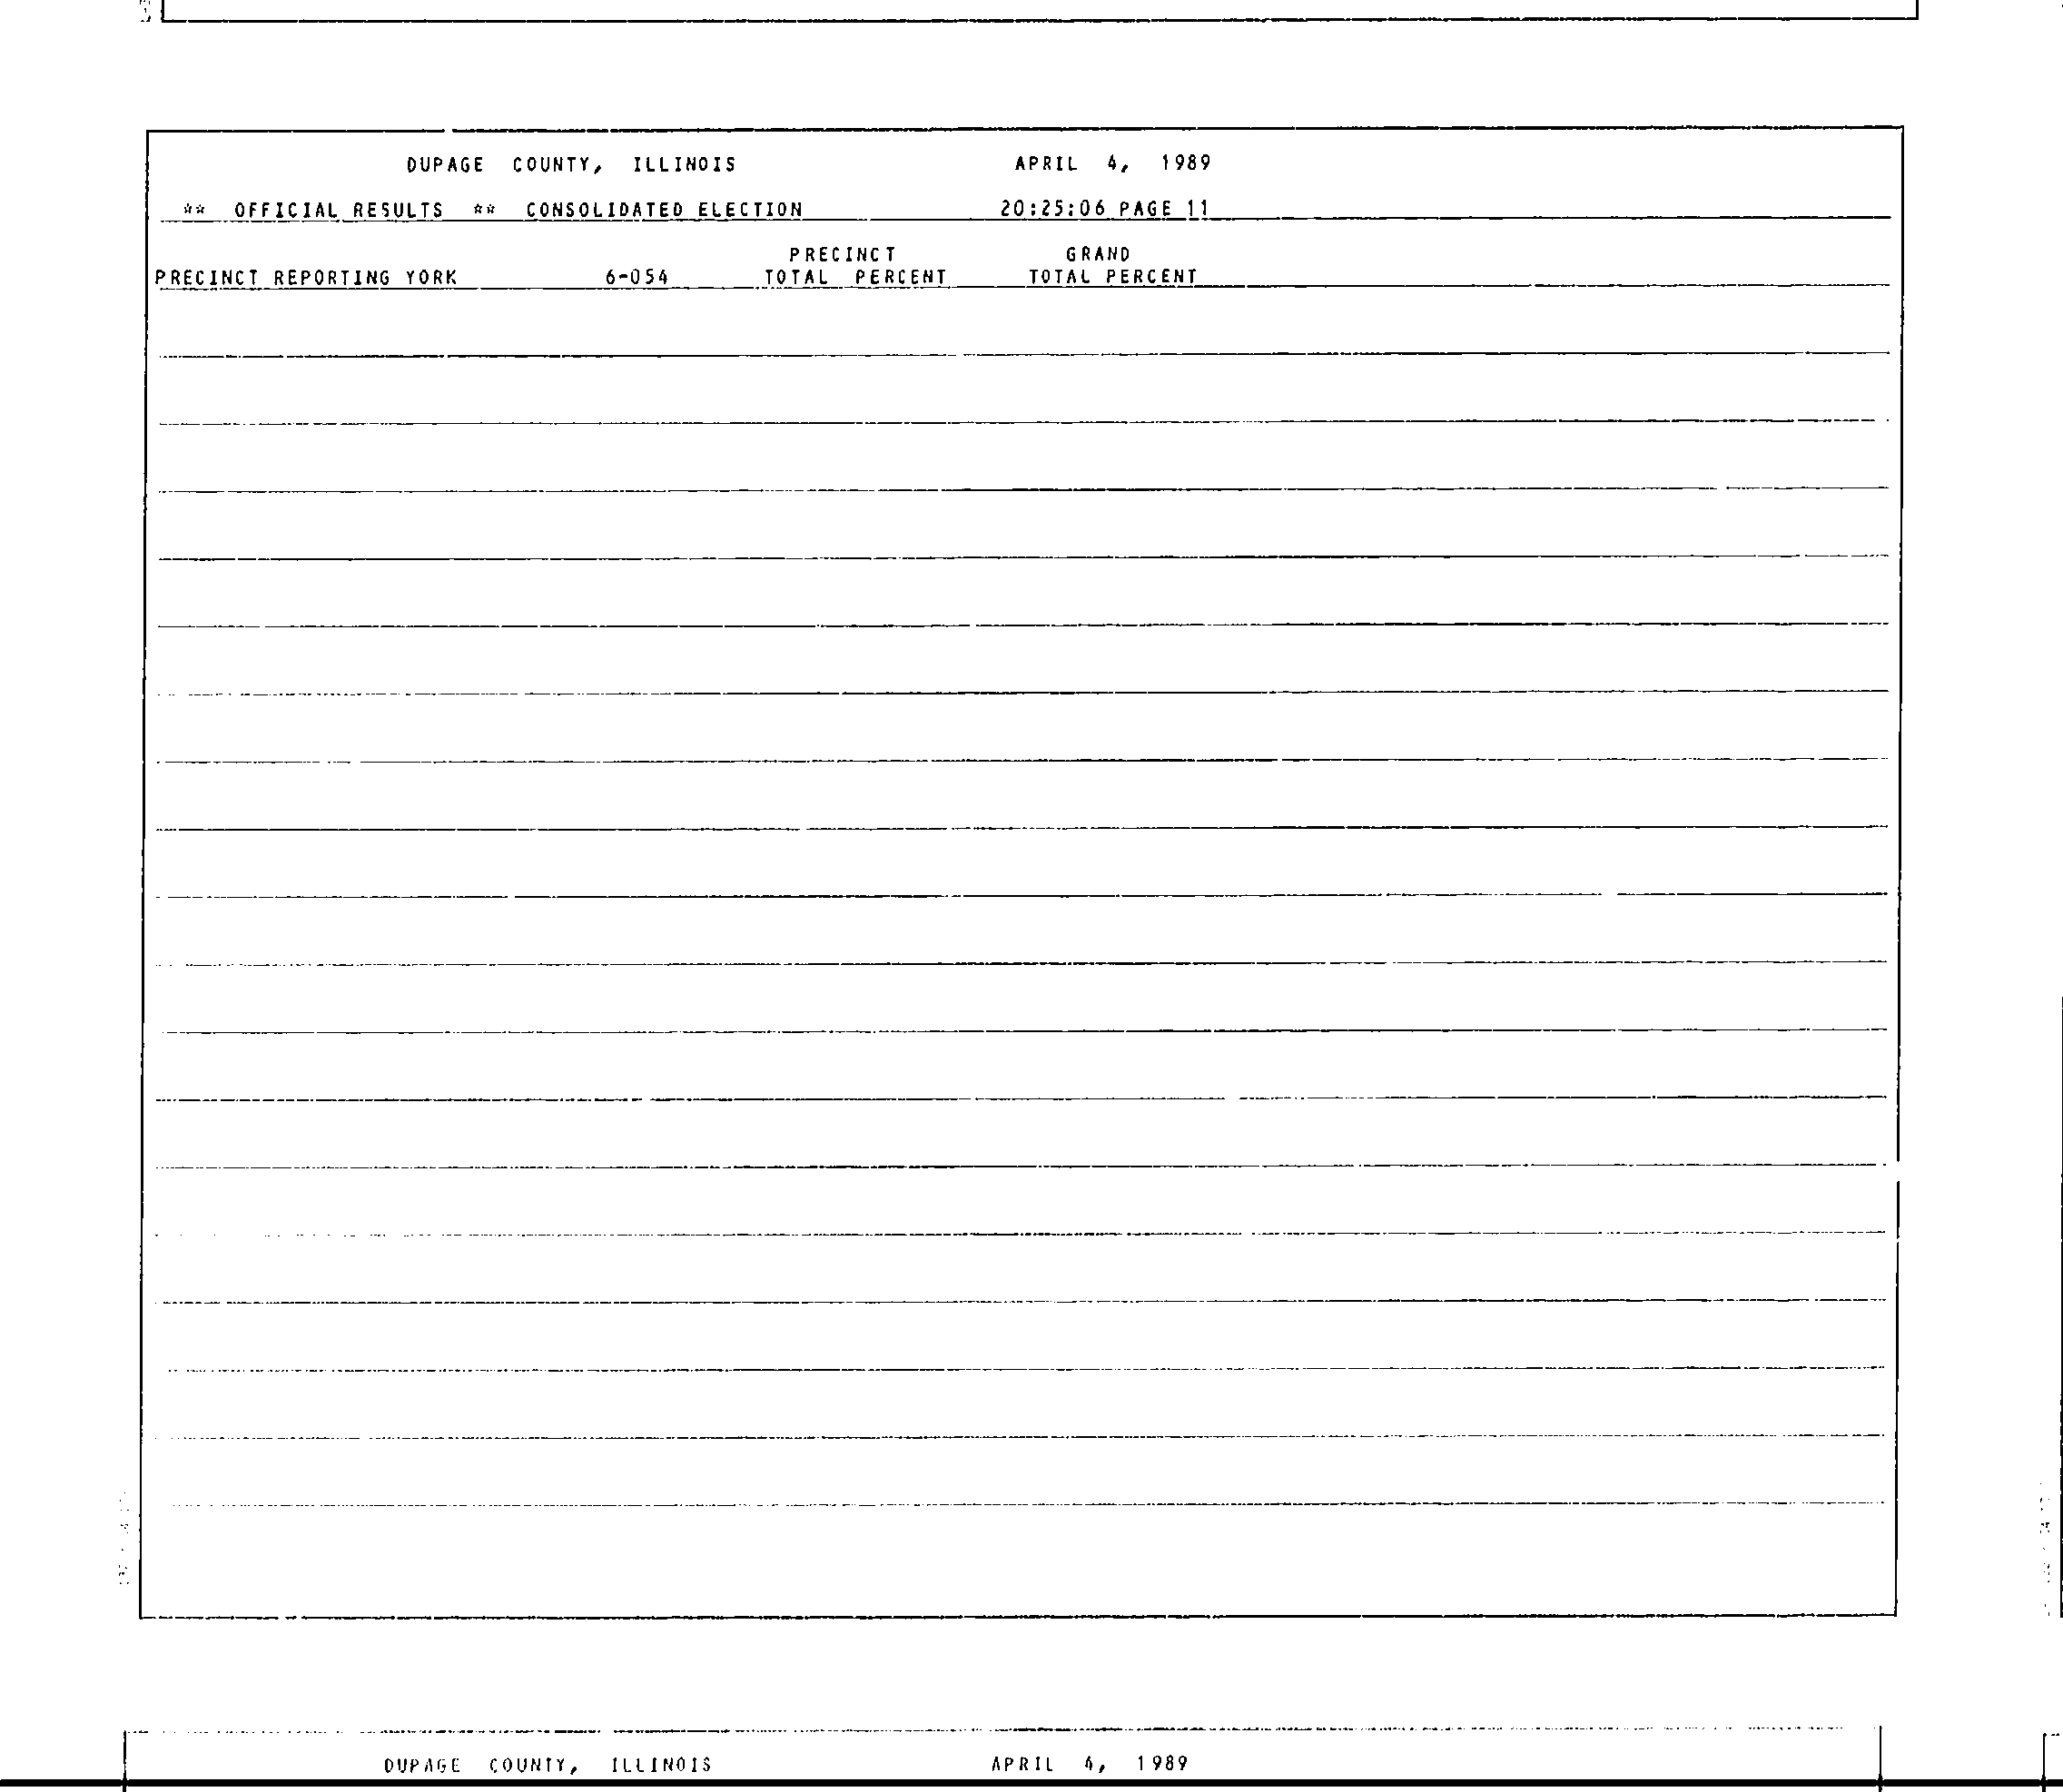 DUPAGE COUNTY, ILLINOIS APRIL 4, 1989
** OFFICIAL RESULTS ** CONSOLIDATED ELECTION 20:25:06 PAGE 11
PRECINCT GRAND
PRECINCT REPORTING YORK 6-054 TOTAL PERCENT TOTAL PERCENT
DUPAGE COUNTY, ILLINOIS APRIL 4, 1989